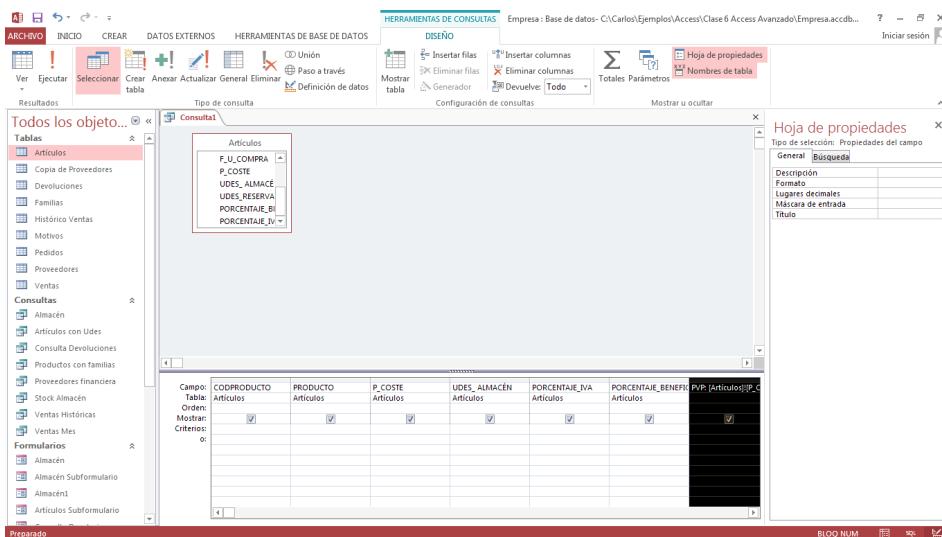 HERRAMIENTAS DE CONSULTAS Empresa : Base de datos- C:\Carlos\Ejemplos\Access\Clase 6 Access Avanzado\Empresa.accdb...
ARCHIVO INICIO CREAR DATOS EXTERNOS HERRAMIENTAS DE BASE DE DATOS DISEÑO Iniciar sesión
Ver
Ejecutar
Resultados
Seleccionar
Crear tabla
Anexar
Actualizar
General
Eliminar
Unión
Paso a través
Definición de datos
Tipo de consulta
Mostrar tabla
Insertar filas
Eliminar filas
Generador
Insertar columnas
Eliminar columnas
Devuelve: Todo
Configuración de consultas
Totales
Parámetros
Hoja de propiedades
Nombres de tabla
Mostrar u ocultar
Todos los objeto...
Tablas
Artículos
Copia de Proveedores
Devoluciones
Familias
Histórico Ventas
Motivos
Pedidos
Proveedores
Ventas
Consultas
Almacén
Artículos con Udes
Consulta Devoluciones
Productos con familias
Proveedores financiera
Stock Almacén
Ventas Históricas
Ventas Mes
Formularios
Almacén
Almacén Subformulario
Almacén1
Artículos Subformulario
Consulta1
Artículos
F_U_COMPRA
P_COSTE
UDES_ ALMACÉ
UDES_RESERVA
PORCENTAJE_BI
PORCENTAJE_IV
Campo: CODPRODUCTO PRODUCTO P_COSTE UDES_ ALMACÉN PORCENTAJE_IVA PORCENTAJE_BENEFIC PVP: [Artículos]![P_C
Tabla: Artículos Artículos Artículos Artículos Artículos Artículos
Orden:
Mostrar:
Criterios:
o:
Hoja de propiedades
Tipo de selección: Propiedades del campo
General Búsqueda
Descripción
Formato
Lugares decimales
Máscara de entrada
Título
Preparado BLOQ NUM SQL